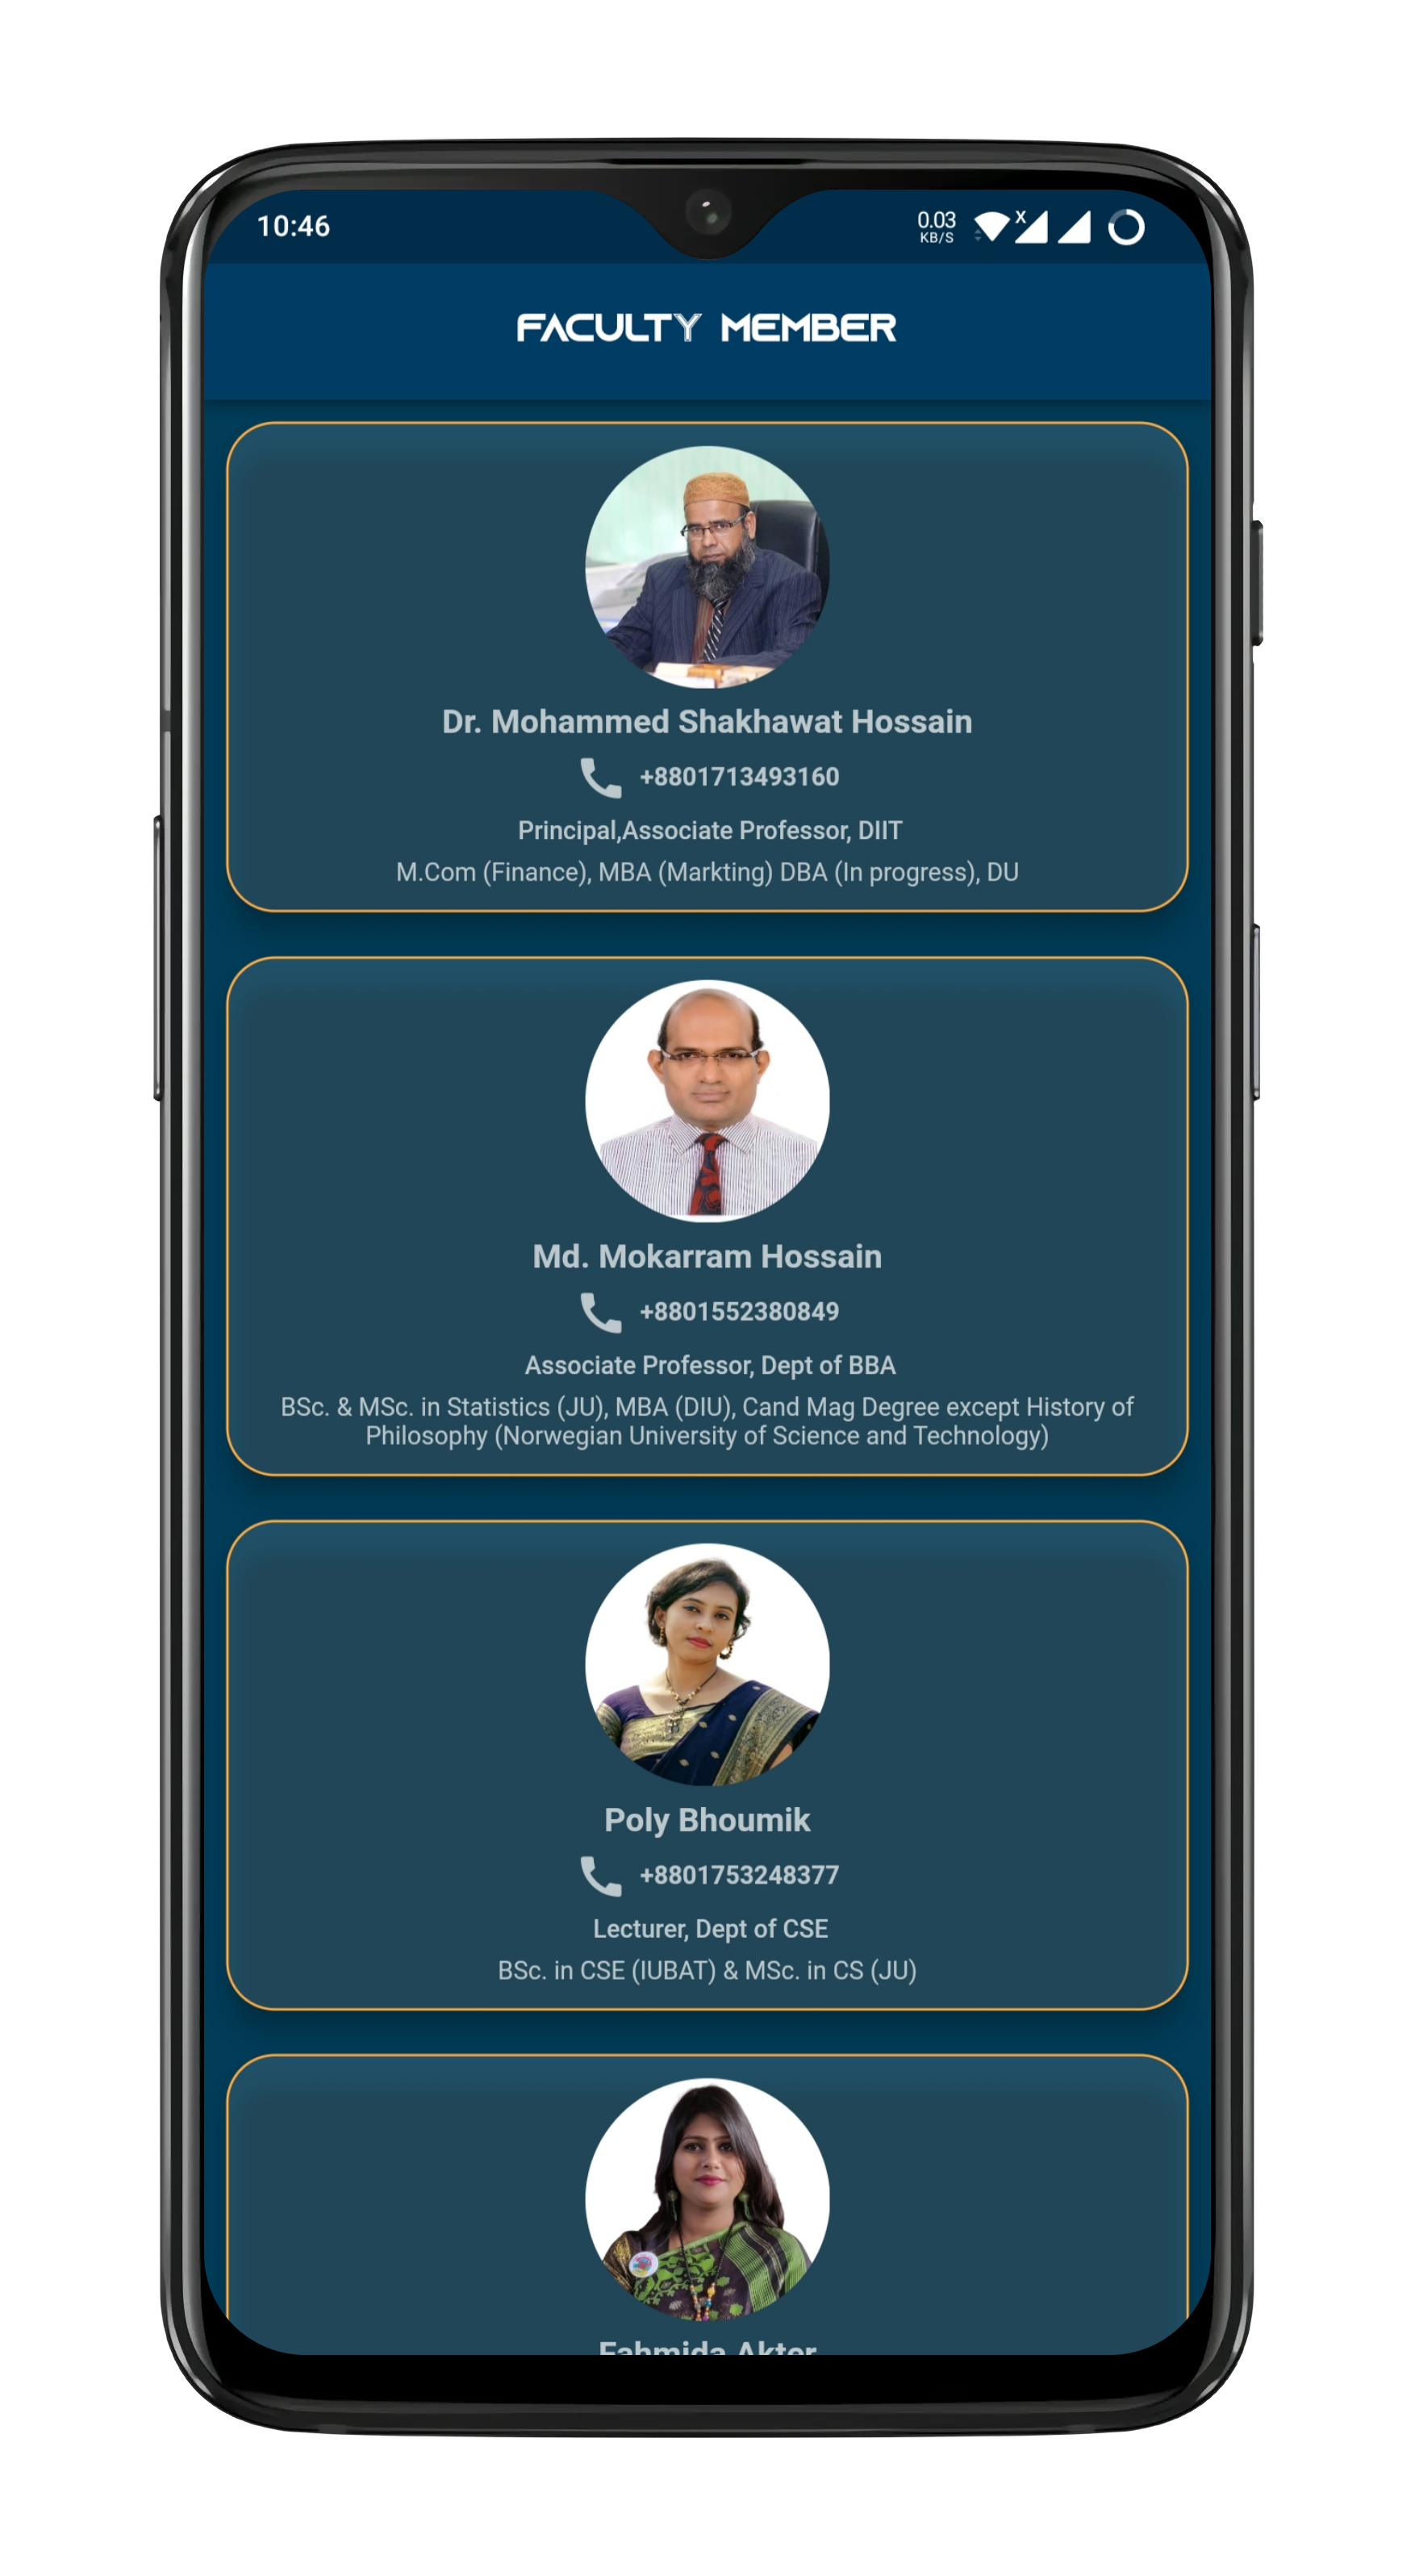 10:46
0.03
KB/S
X
FACULTY MEMBER
Dr. Mohammed Shakhawat Hossain
+8801713493160
Principal,Associate Professor, DIIT
M.Com (Finance), MBA (Markting) DBA (In progress), DU
Md. Mokarram Hossain
+8801552380849
Associate Professor, Dept of BBA
BSc. & MSc. in Statistics (JU), MBA (DIU), Cand Mag Degree except History of
Philosophy (Norwegian University of Science and Technology)
Poly Bhoumik
+8801753248377
Lecturer, Dept of CSE
BSc. in CSE (IUBAT) & MSc. in CS (JU)
Fahmida Akter